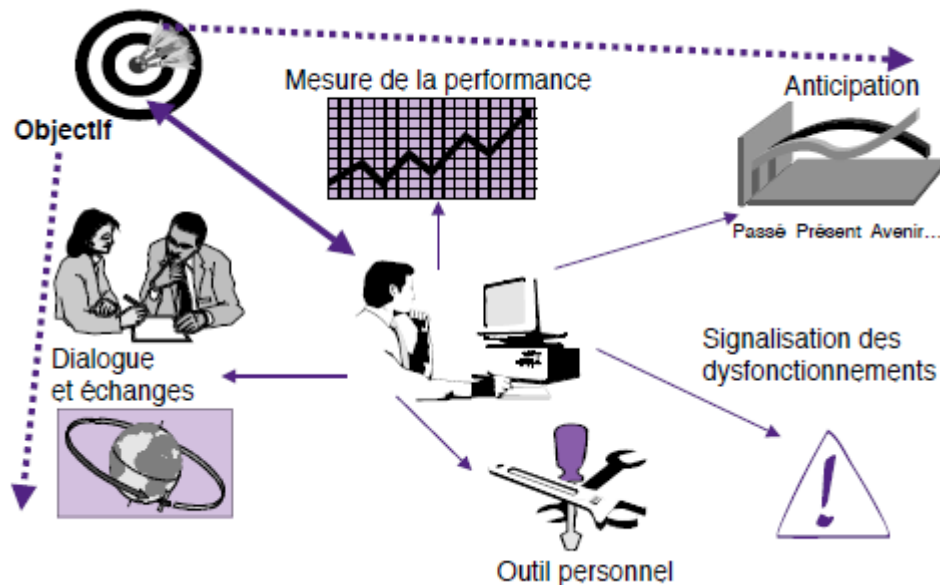 Mesure de la performance
Anticipation
Objectif
Passé Présent Avenir...
Signalisation des
dysfonctionnements
Dialogue
et échanges
Outil personnel